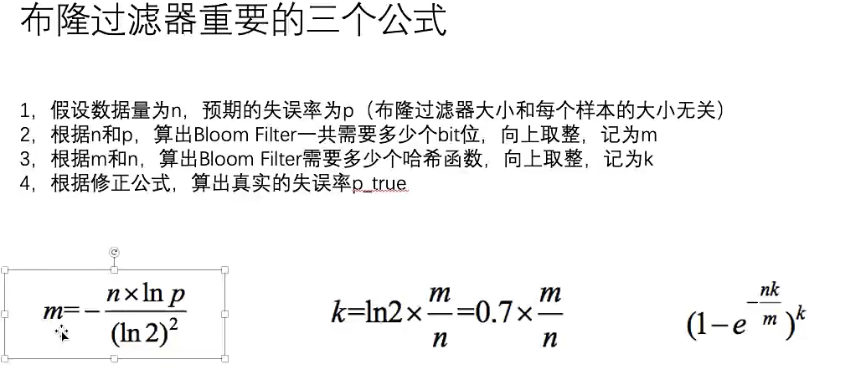 布隆过滤器重要的三个公式
1，假设数据量为n，预期的失误率为p（布隆过滤器大小和每个样本的大小无关）
2，根据n和p，算出Bloom Filter一共需要多少个bit位，向上取整，记为m
3，根据m和n，算出Bloom Filter需要多少个哈希函数，向上取整，记为k
4，根据修正公式，算出真实的失误率p_true
m=-\frac{n×ln p}{(ln 2)^2}
k=ln2×\frac{m}{n}=0.7×\frac{m}{n}
(1-e^{-\frac{nk}{m}})^k